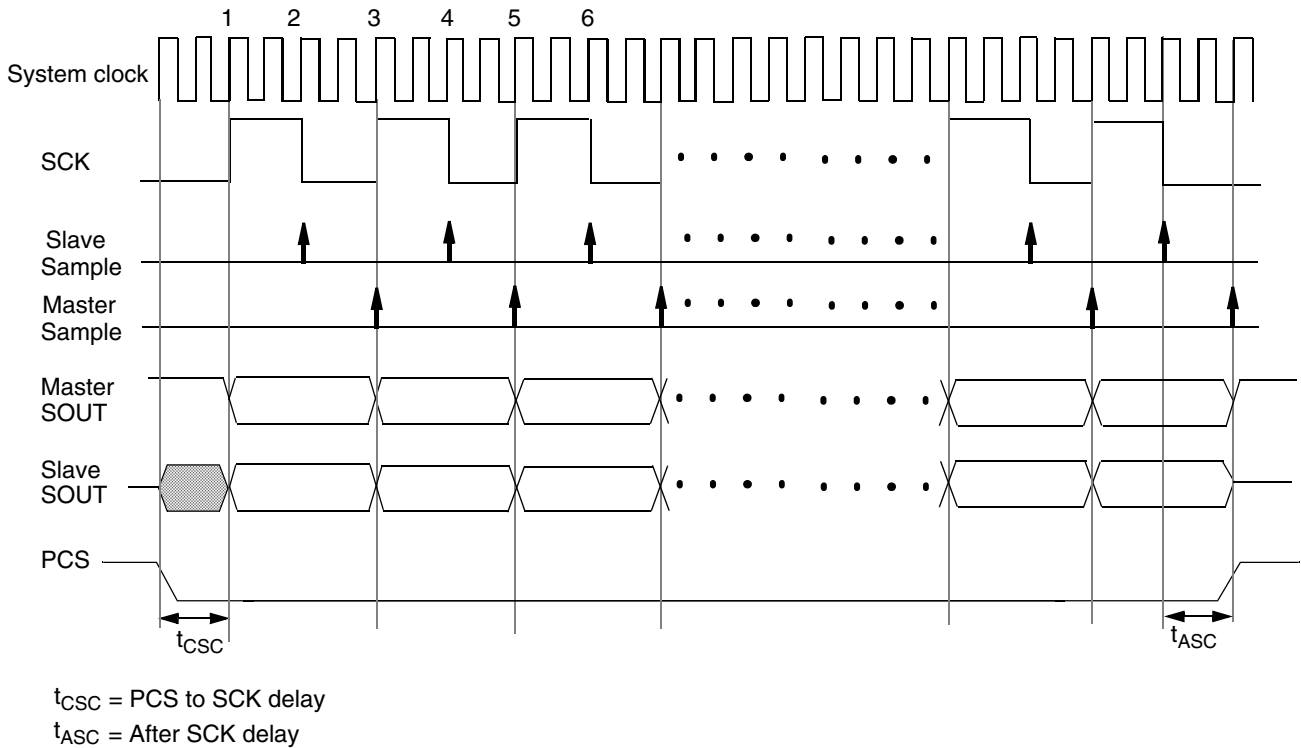 1 2 3 4 5 6
System clock
SCK
Slave
Sample
Master
Sample
Master
SOUT
Slave
SOUT
PCS
tCSC
tASC
tCSC = PCS to SCK delay
tASC = After SCK delay